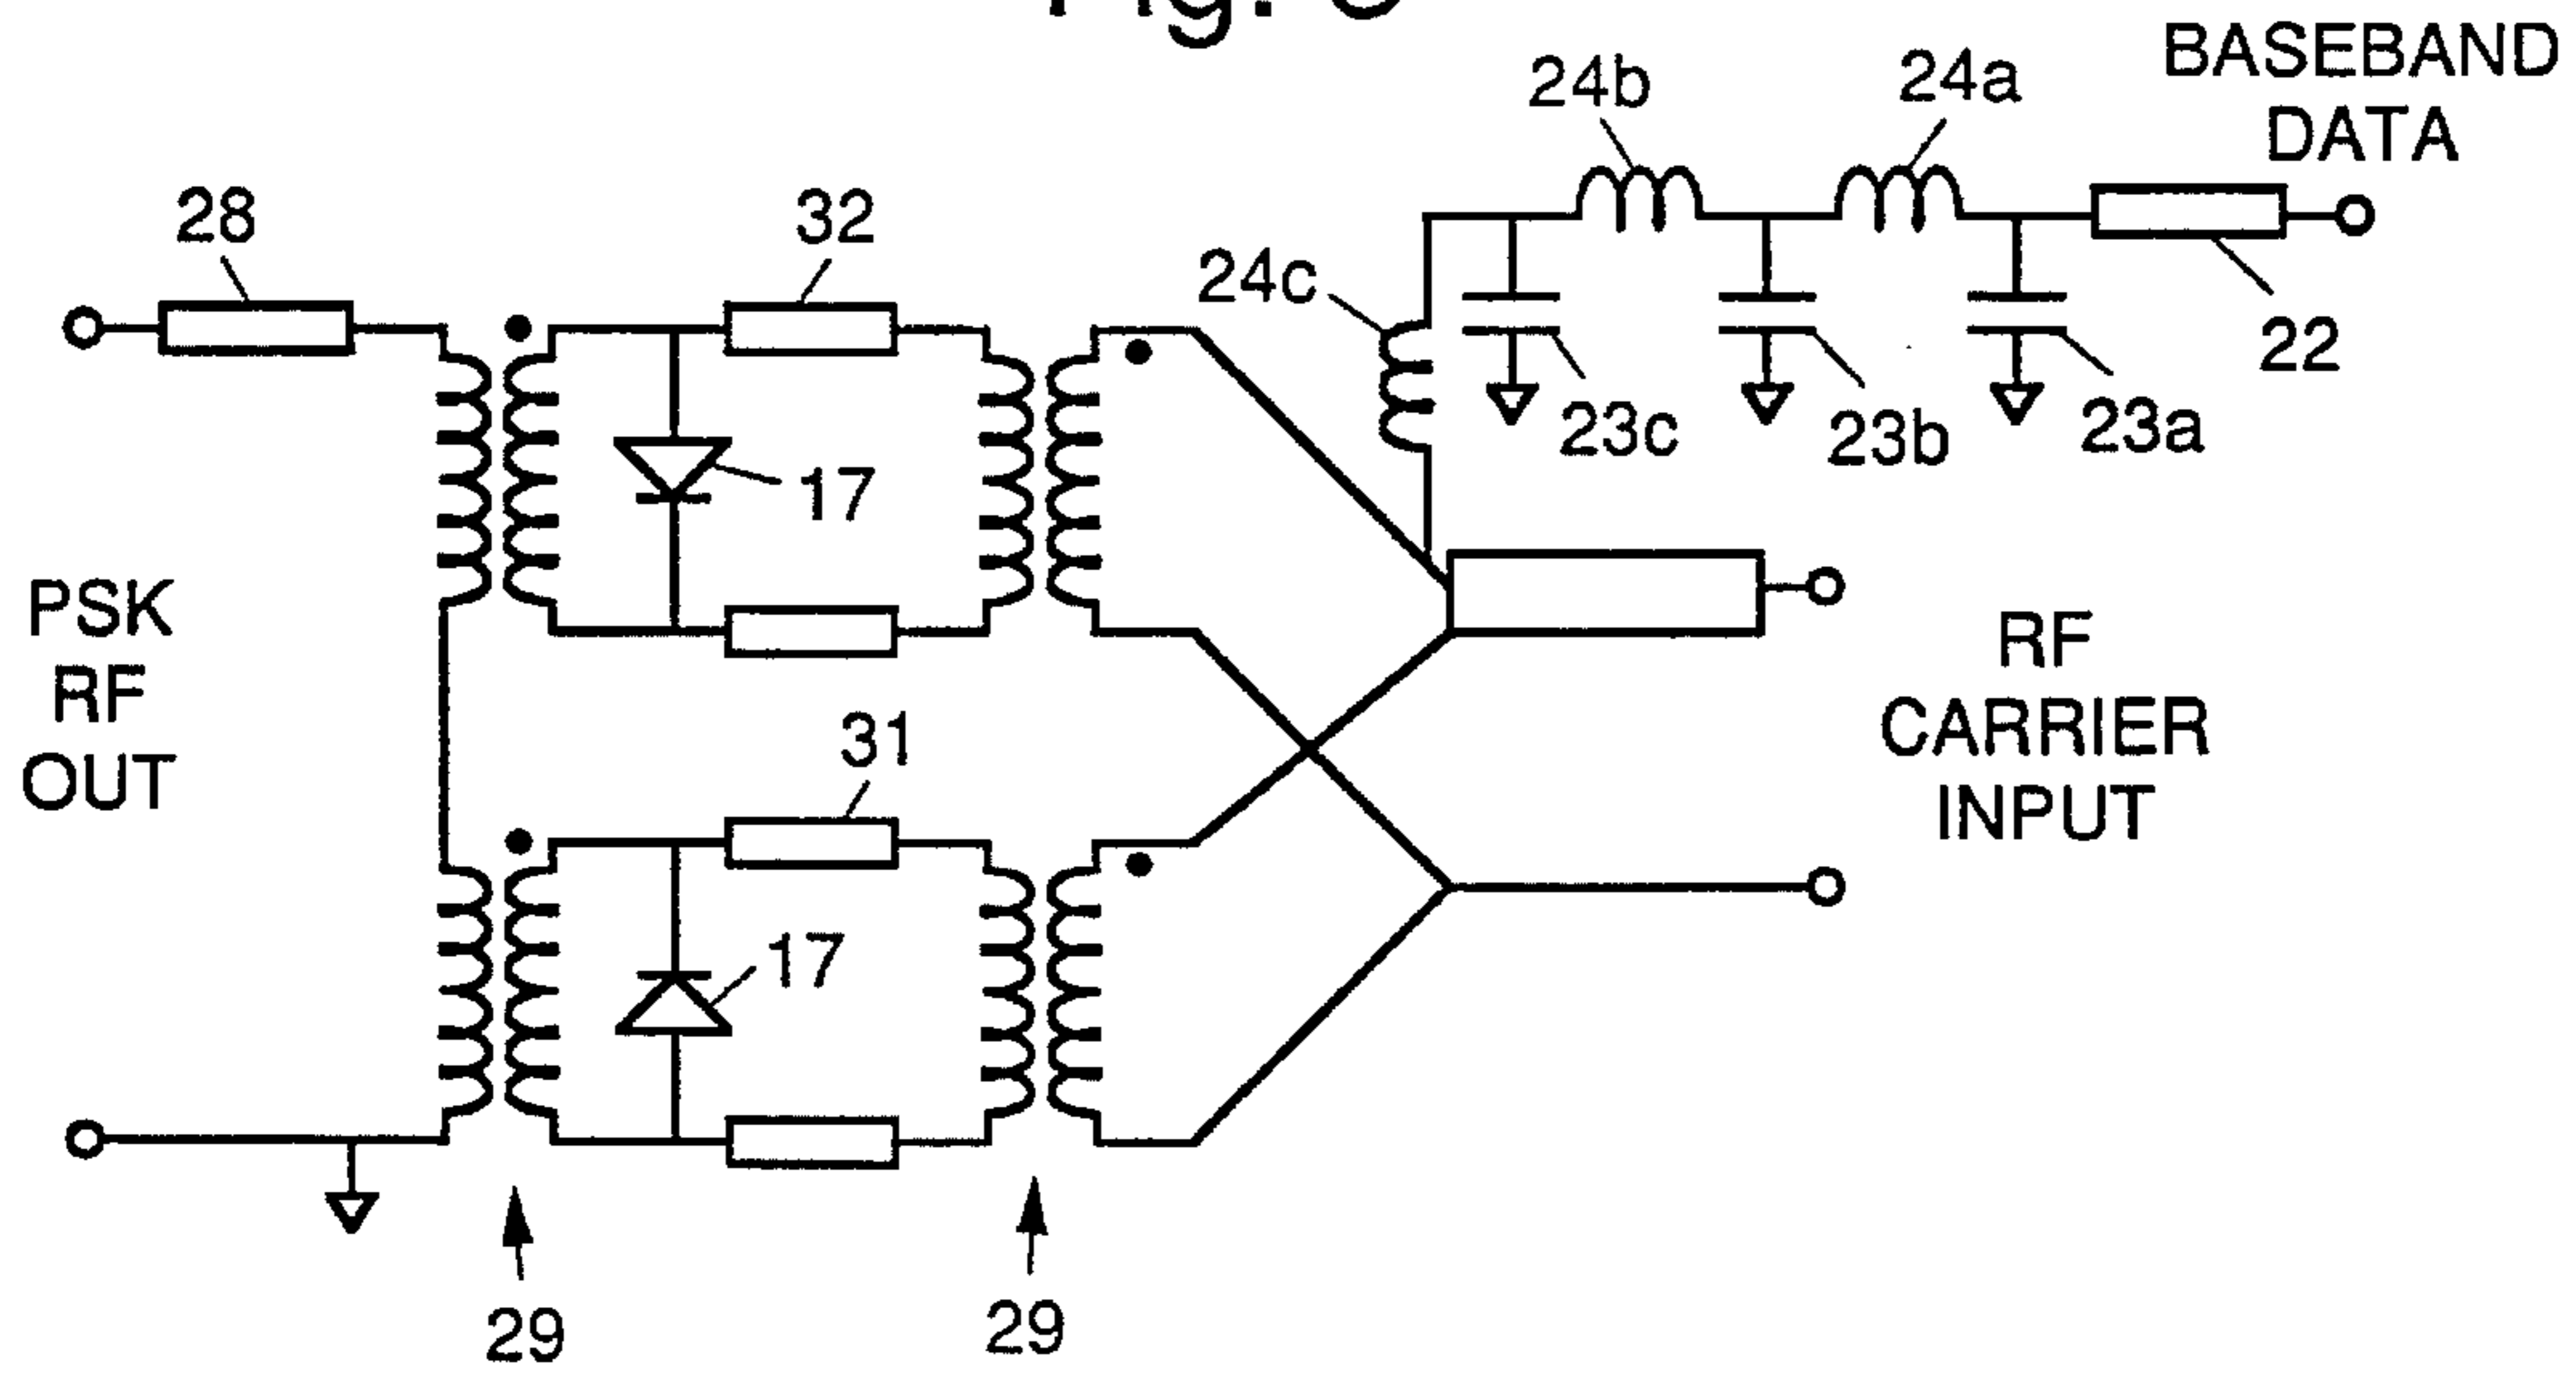 BASEBAND
DATA
24b
24a
28
32
24c
22
23c
23b
23a
17
PSK
RF
OUT
RF
CARRIER
INPUT
31
17
29
29